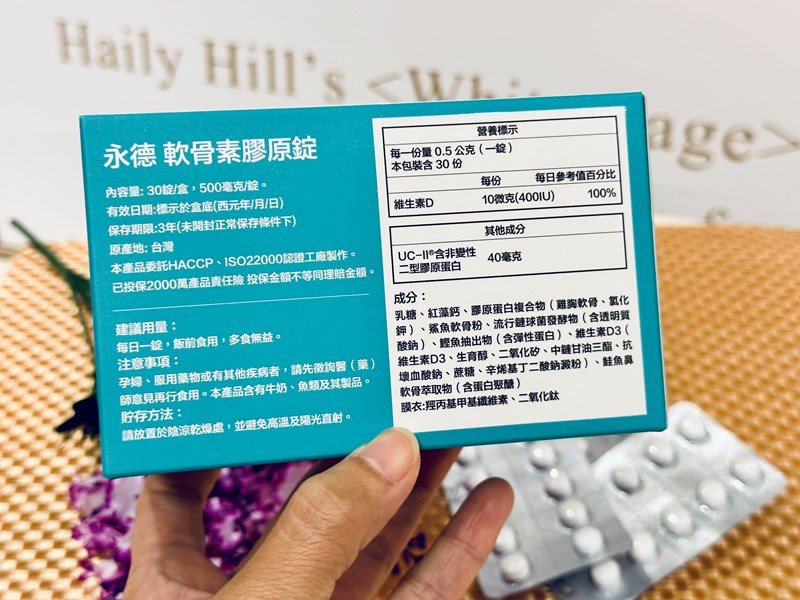 Haily Hill's <Whit
age>
永德 軟骨素膠原錠
內容量: 30錠/盒，500毫克/錠。
有效日期:標示於盒底(西元年/月/日)
保存期限:3年(未開封正常保存條件下)
原產地: 台灣
本產品委託HACCP、ISO22000認證工廠製作。
已投保2000萬產品責任險 投保金額不等同理賠金額。
建議用量：
每日一錠，飯前食用，多食無益。
注意事項：
孕婦、服用藥物或有其他疾病者，請先徵詢醫（藥）
師意見再行食用。本產品含有牛奶、魚類及其製品。
貯存方法：
請放置於陰涼乾燥處，並避免高溫及陽光直射。
營養標示
每一份量 0.5 公克（一錠）
本包裝含 30 份
每份 每日參考值百分比
維生素D 10微克(400IU) 100%
其他成分
UC-II®含非變性
二型膠原蛋白 40毫克
成分：
乳糖、紅藻鈣、膠原蛋白複合物（雞胸軟骨、氯化
鉀）、鯊魚軟骨粉、流行鏈球菌發酵物（含透明質
酸鈉）、鰹魚抽出物（含彈性蛋白）、維生素D3（
維生素D3、生育醇、二氧化矽、中鏈甘油三酯、抗
壞血酸鈉、蔗糖、辛烯基丁二酸鈉澱粉）、鮭魚鼻
軟骨萃取物（含蛋白聚醣）
膜衣:羥丙基甲基纖維素、二氧化鈦